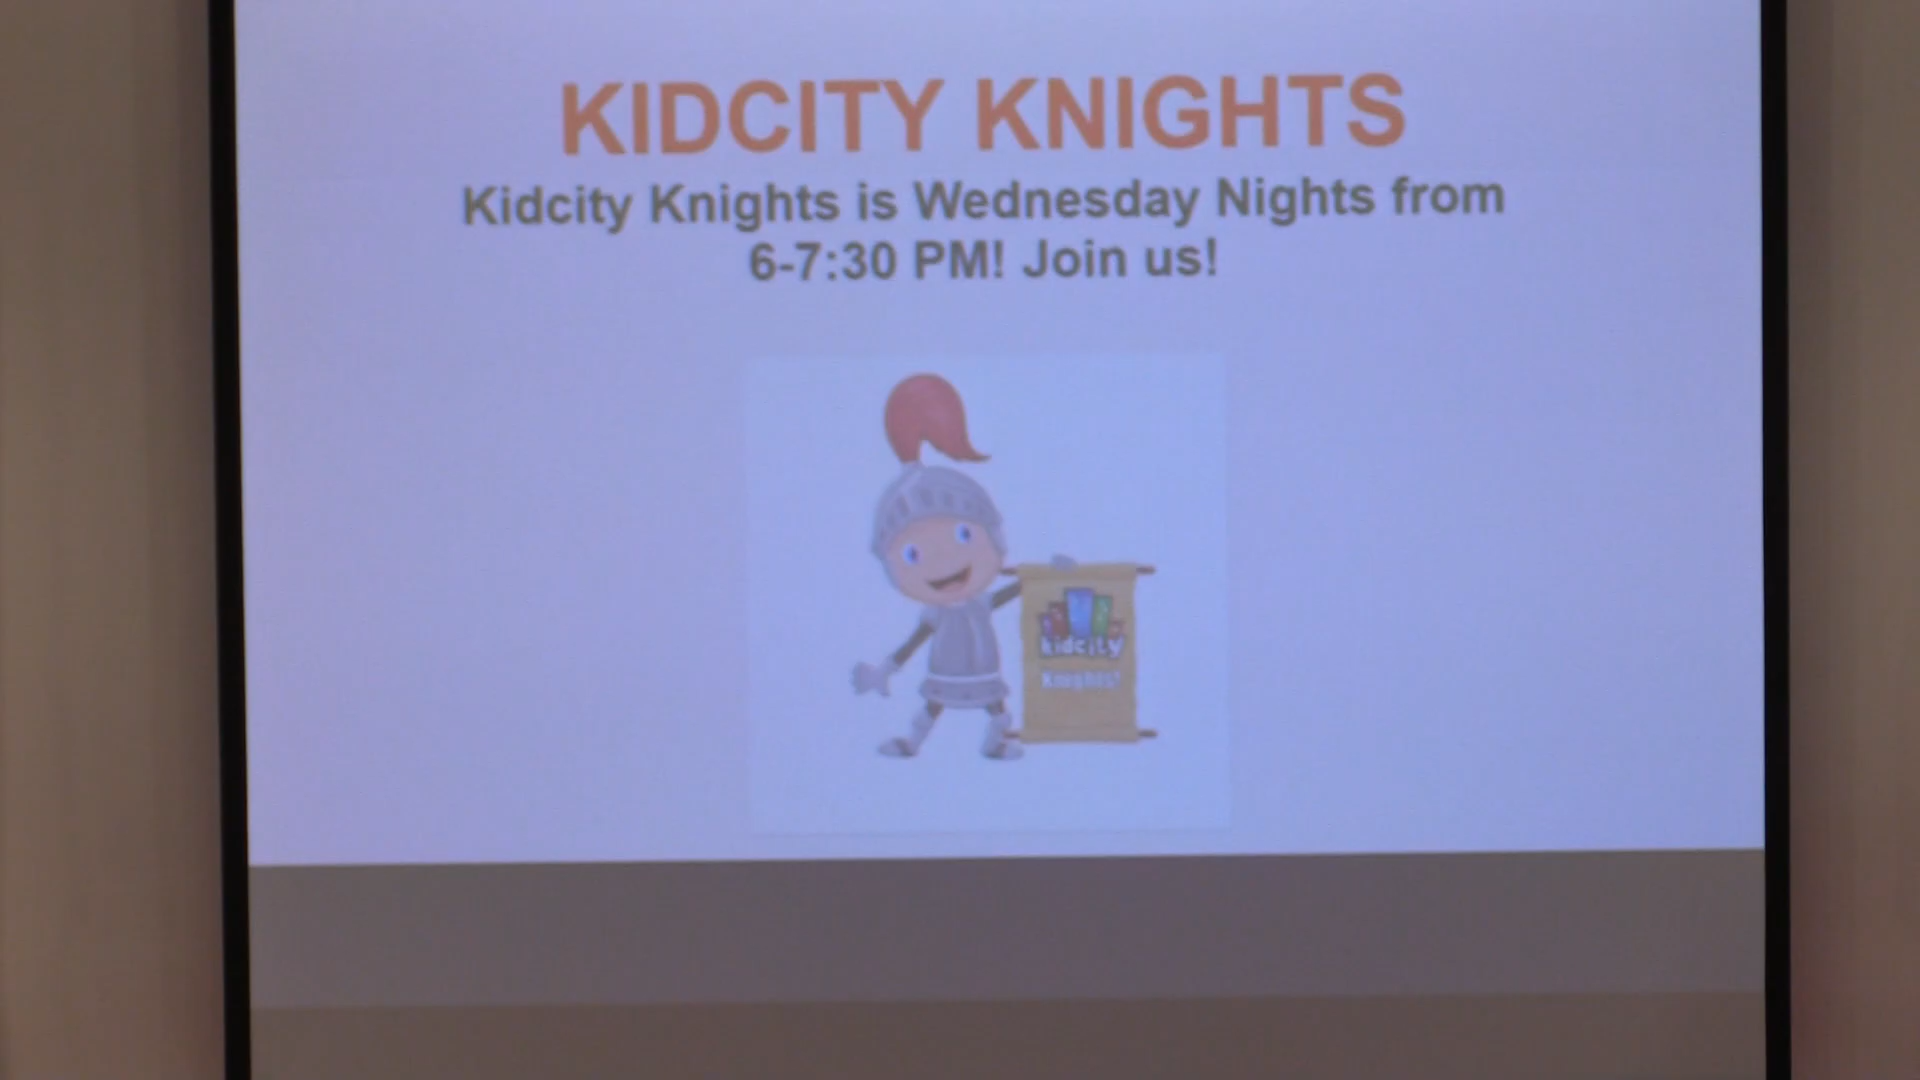 KIDCITY KNIGHTS
Kidcity Knights is Wednesday Nights from
6-7:30 PM! Join us!
kidcity
Knights!